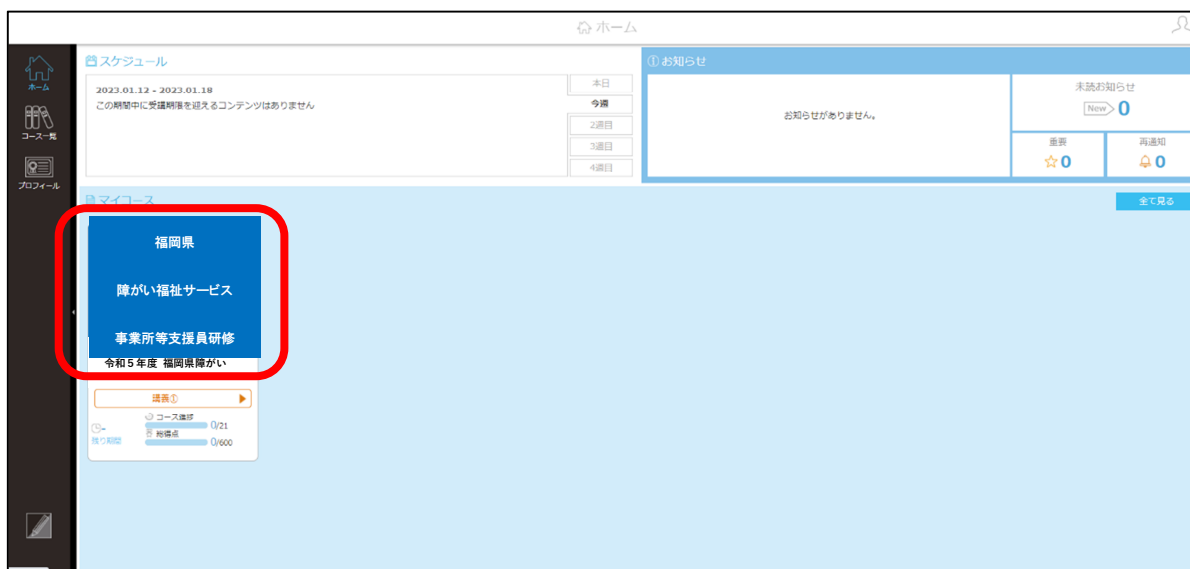 ホーム
ホーム
コース一覧
プロフィール
スケジュール
2023.01.12 - 2023.01.18
この期間中に受講期限を迎えるコンテンツはありません
本日
今週
2週目
3週目
4週目
お知らせ
お知らせがありません。
未読お知らせ
New 0
重要
0
再通知
0
マイコース
全て見る
福岡県
障がい福祉サービス
事業所等支援員研修
令和5年度 福岡県障がい
講義①
コース進捗
0/21
総得点
0/600
残り期間
-